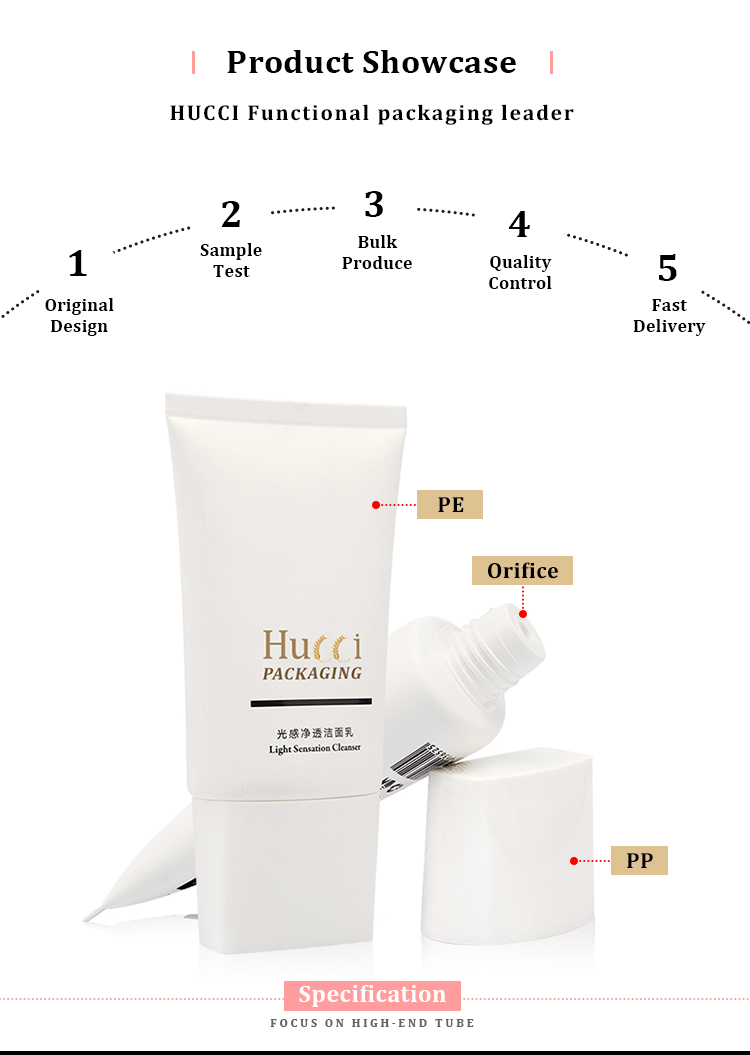 Product Showcase
HUCCI Functional packaging leader
1
Original
Design
2
Sample
Test
3
Bulk
Produce
4
Quality
Control
5
Fast
Delivery
PE
Orifice
Hucci
PACKAGING
光感净透洁面乳
Light Sensation Cleanser
PP
Specification
FOCUS ON HIGH-END TUBE